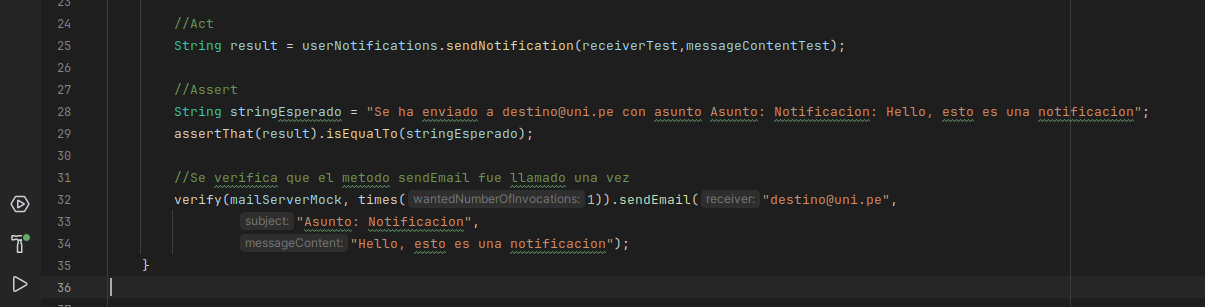 23
24 //Act
25 String result = userNotifications.sendNotification(receiverTest,messageContentTest);
26
27 //Assert
28 String stringEsperado = "Se ha enviado a destino@uni.pe con asunto Asunto: Notificacion: Hello, esto es una notificacion";
29 assertThat(result).isEqualTo(stringEsperado);
30
31 //Se verifica que el metodo sendEmail fue llamado una vez
32 verify(mailServerMock, times( wantedNumberOfInvocations: 1)).sendEmail( receiver: "destino@uni.pe",
33 subject: "Asunto: Notificacion",
34 messageContent: "Hello, esto es una notificacion");
35 }
36